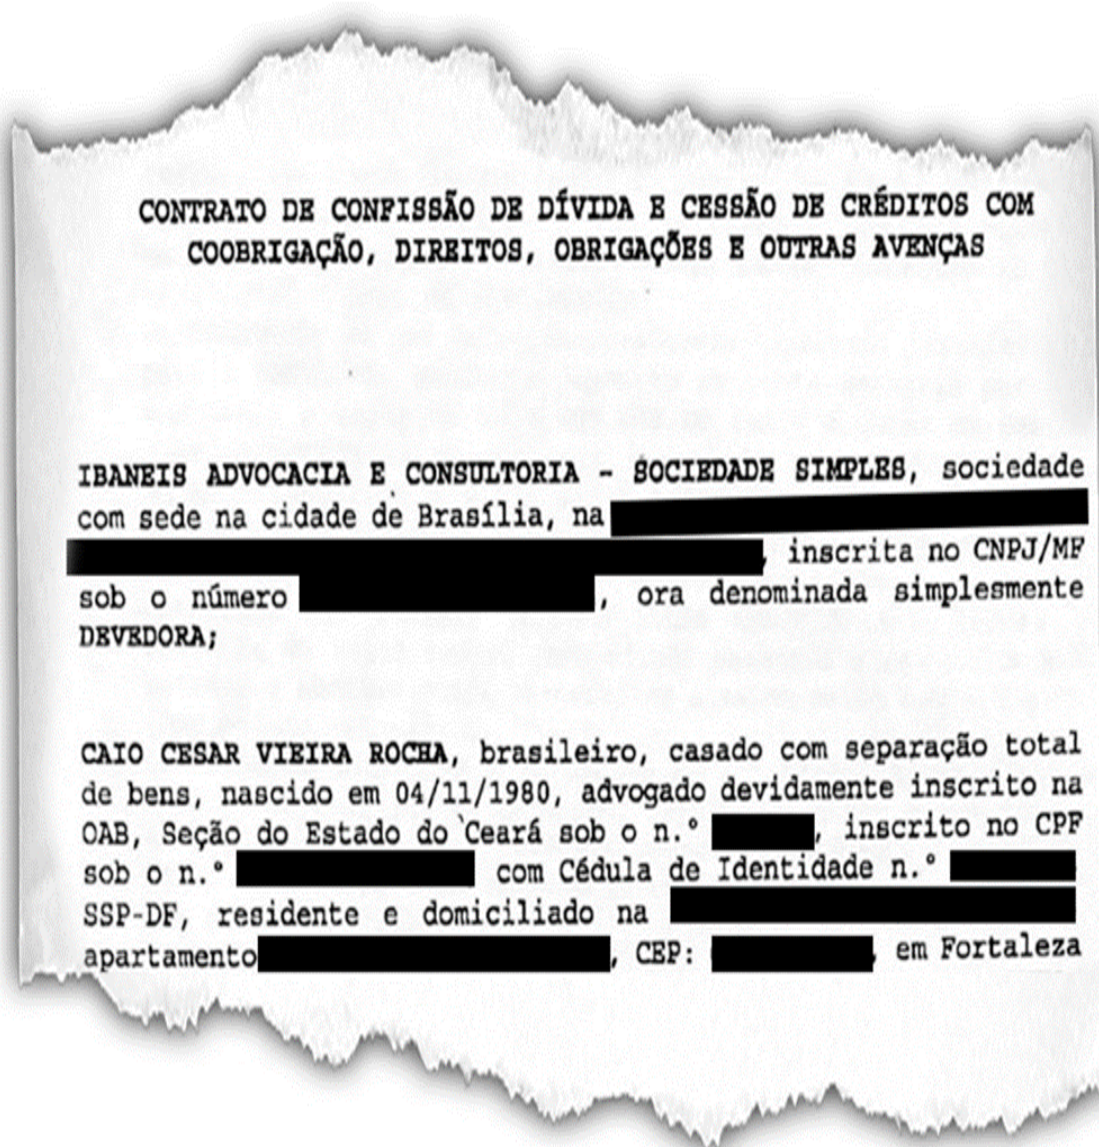 CONTRATO DE CONFISSÃO DE DÍVIDA E CESSÃO DE CRÉDITOS COM
COOBRIGAÇÃO, DIREITOS, OBRIGAÇÕES E OUTRAS AVENÇAS
IBANEIS ADVOCACIA E CONSULTORIA – SOCIEDADE SIMPLES, sociedade
com sede na cidade de Brasília, na
, inscrita no CNPJ/MF
sob o número , ora denominada simplesmente
DEVEDORA;
CAIO CESAR VIEIRA ROCHA, brasileiro, casado com separação total
de bens, nascido em 04/11/1980, advogado devidamente inscrito na
OAB, Seção do Estado do Ceará sob o n.º , inscrito no CPF
sob o n.º com Cédula de Identidade n.º
SSP-DF, residente e domiciliado na
apartamento , CEP: , em Fortaleza